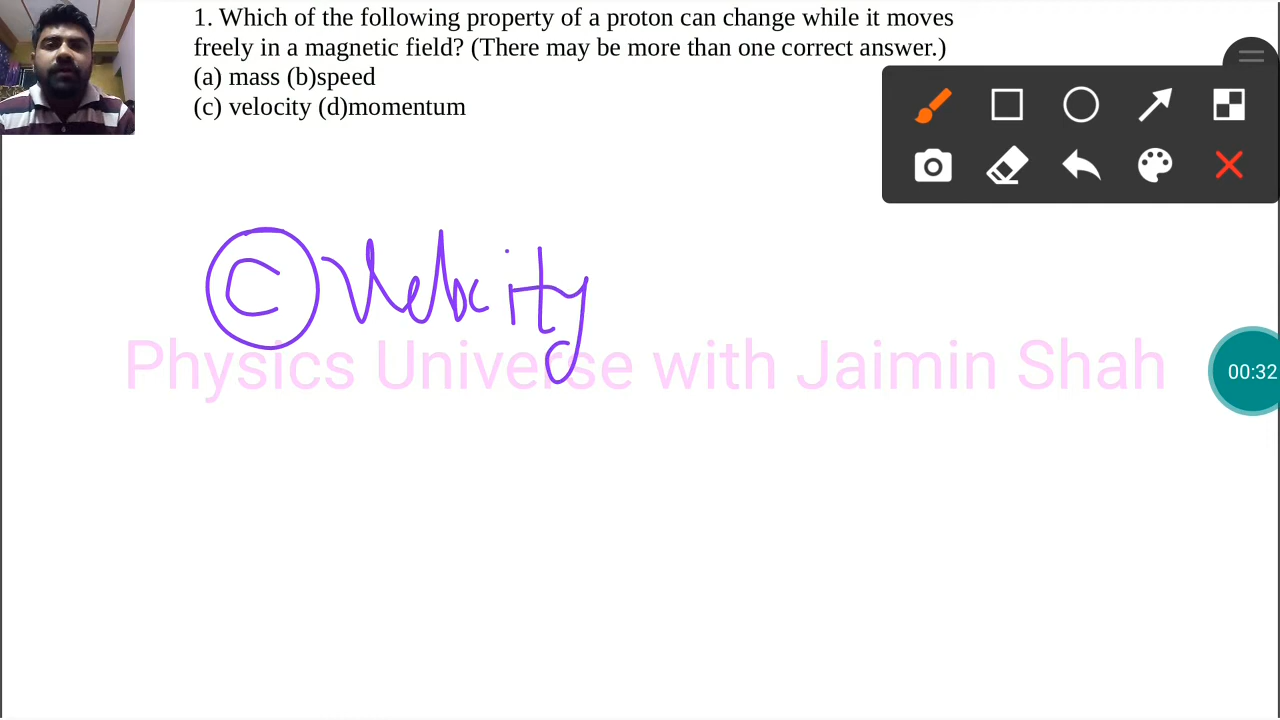 1. Which of the following property of a proton can change while it moves
freely in a magnetic field? (There may be more than one correct answer.)
(a) mass (b)speed
(c) velocity (d)momentum
C Velocity
Physics Universe with Jaimin Shah
00:32